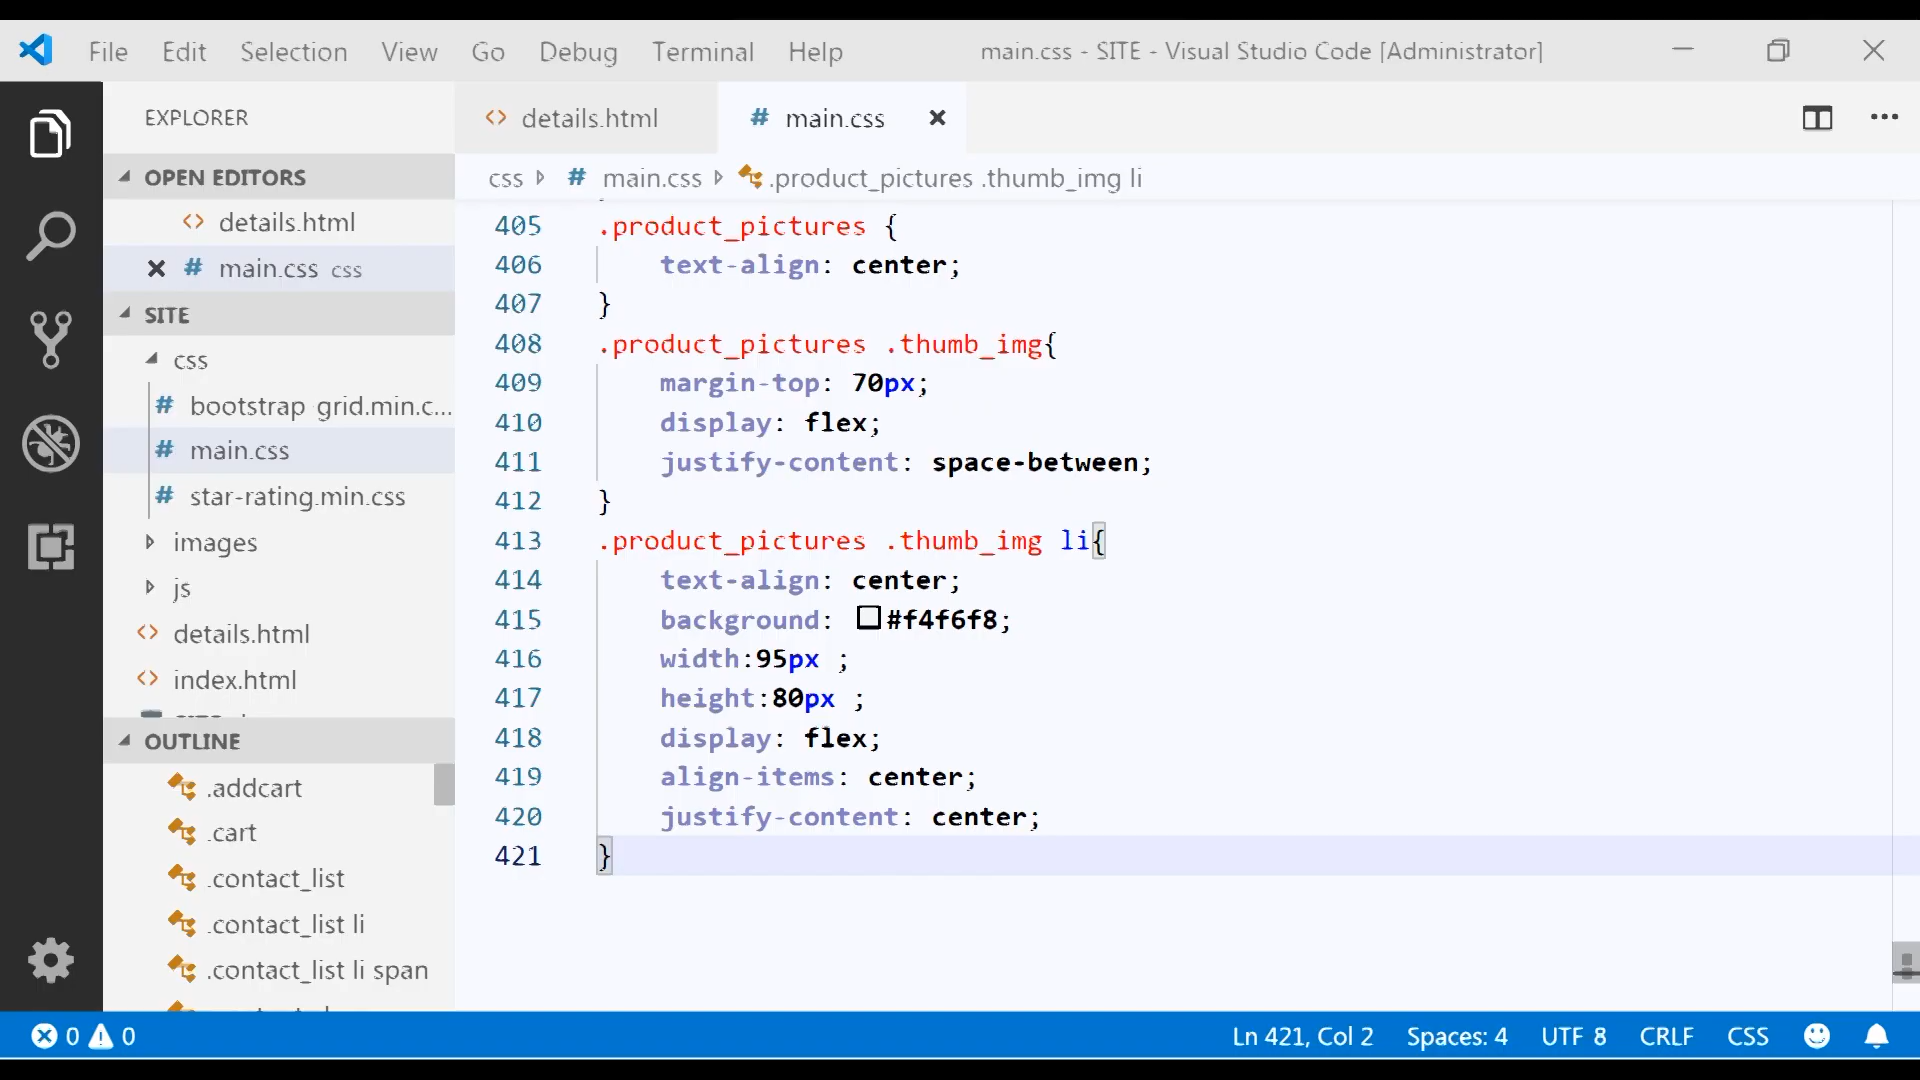 File Edit Selection View Go Debug Terminal Help main.css - SITE - Visual Studio Code [Administrator]
EXPLORER
OPEN EDITORS
details.html
main.css css
SITE
css
bootstrap grid.min.c...
main.css
star-rating.min.css
images
js
details.html
index.html
OUTLINE
.addcart
.cart
.contact_list
.contact_list li
.contact_list li span
details.html # main.css
css # main.css .product_pictures .thumb_img li
405 .product_pictures {
406 text-align: center;
407 }
408 .product_pictures .thumb_img{
409 margin-top: 70px;
410 display: flex;
411 justify-content: space-between;
412 }
413 .product_pictures .thumb_img li{
414 text-align: center;
415 background: #f4f6f8;
416 width:95px ;
417 height:80px ;
418 display: flex;
419 align-items: center;
420 justify-content: center;
421 }
0 0 Ln 421, Col 2 Spaces: 4 UTF 8 CRLF CSS